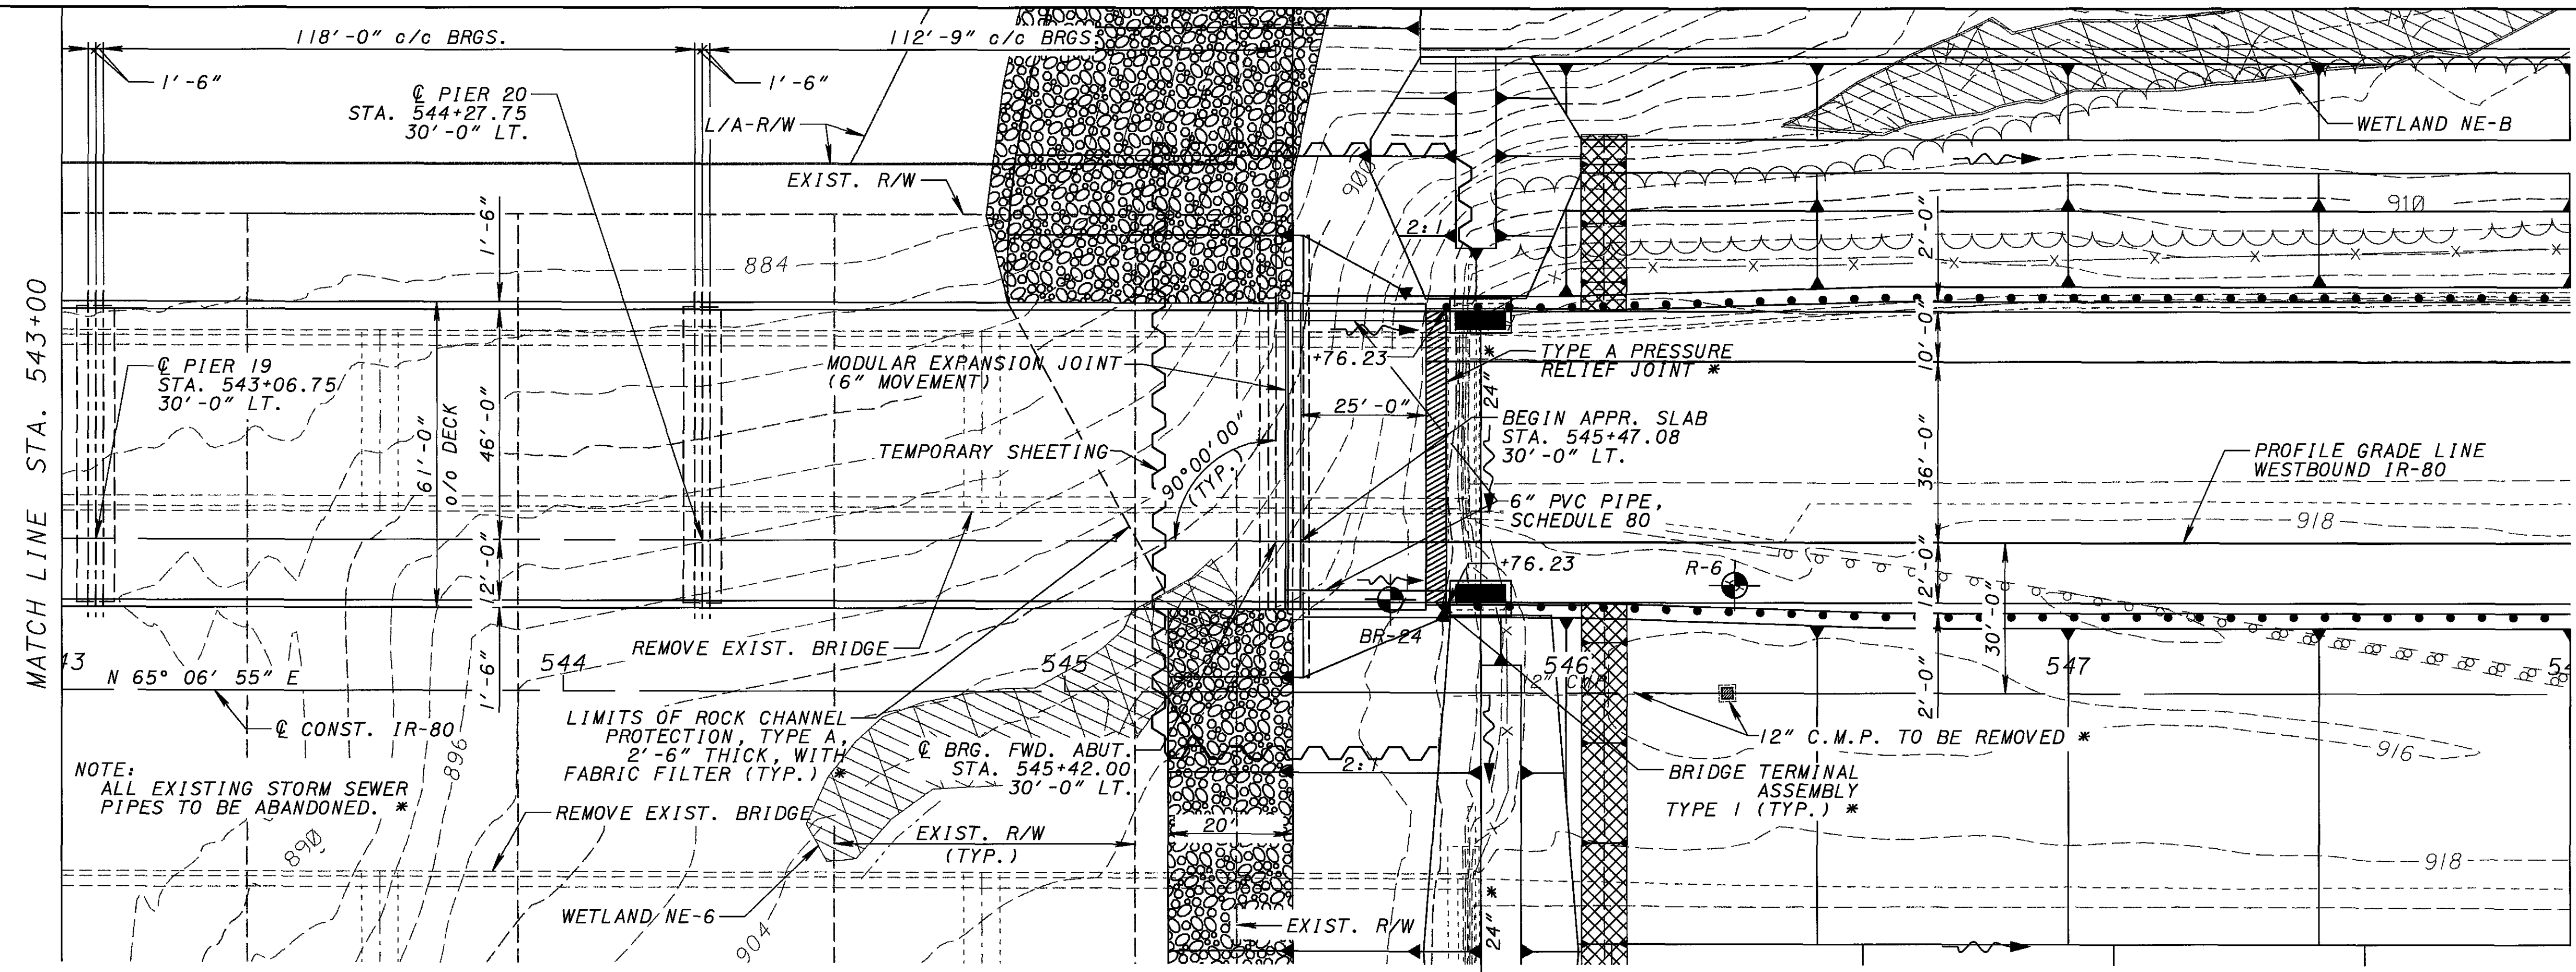 118'-0" c/c BRGS.
112'-9" c/c BRGS.
1'-6"
1'-6"
℄ PIER 20
STA. 544+27.75
30'-0" LT.
L/A-R/W
EXIST. R/W
WETLAND NE-B
900
910
2:1
884
1'-6"
2'-0"
MATCH LINE STA. 543+00
℄ PIER 19
STA. 543+06.75
30'-0" LT.
61'-0"
o/o DECK
46'-0"
12'-0"
1'-6"
MODULAR EXPANSION JOINT
(6" MOVEMENT)
TEMPORARY SHEETING
90°00'00"
(TYP.)
25'-0"
+76.23
TYPE A PRESSURE
RELIEF JOINT *
24" *
BEGIN APPR. SLAB
STA. 545+47.08
30'-0" LT.
6" PVC PIPE,
SCHEDULE 80
10'-0"
36'-0"
12'-0"
2'-0"
30'-0"
PROFILE GRADE LINE
WESTBOUND IR-80
918
+76.23
R-6
BR-24
REMOVE EXIST. BRIDGE
43
544
545
546
547
54
12" CMP
N 65° 06' 55" E
℄ CONST. IR-80
LIMITS OF ROCK CHANNEL
PROTECTION, TYPE A,
2'-6" THICK, WITH
FABRIC FILTER (TYP.) *
℄ BRG. FWD. ABUT.
STA. 545+42.00
30'-0" LT.
2:1
12" C.M.P. TO BE REMOVED *
916
BRIDGE TERMINAL
ASSEMBLY
TYPE 1 (TYP.) *
NOTE:
ALL EXISTING STORM SEWER
PIPES TO BE ABANDONED. *
896
890
REMOVE EXIST. BRIDGE
EXIST. R/W
(TYP.)
20'
918
WETLAND NE-6
904
EXIST. R/W
24" *